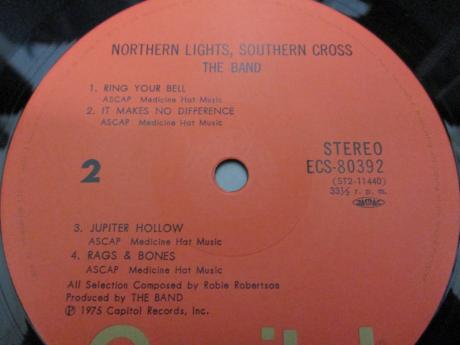 NORTHERN LIGHTS, SOUTHERN CROSS
THE BAND
1. RING YOUR BELL
ASCAP Medicine Hat Music
2. IT MAKES NO DIFFERENCE
ASCAP Medicine Hat Music
2
STEREO
ECS-80392
(ST2-11440)
33⅓ r. p. m.
3. JUPITER HOLLOW
ASCAP Medicine Hat Music
4. RAGS & BONES
ASCAP Medicine Hat Music
All Selection Composed by Robie Robertson
Produced by THE BAND
℗ 1975 Capitol Records, Inc.